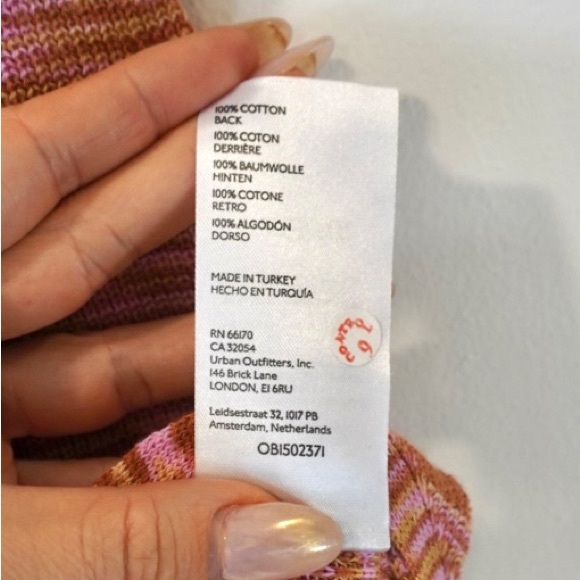 100% COTTON
BACK
100% COTON
DERRIÈRE
100% BAUMWOLLE
HINTEN
100% COTONE
RETRO
100% ALGODÓN
DORSO
MADE IN TURKEY
HECHO EN TURQUÍA
RN 66170
CA 32054
Urban Outfitters, Inc.
146 Brick Lane
LONDON, E1 6RU
Leidsestraat 32, 1017 PB
Amsterdam, Netherlands
OB1502371